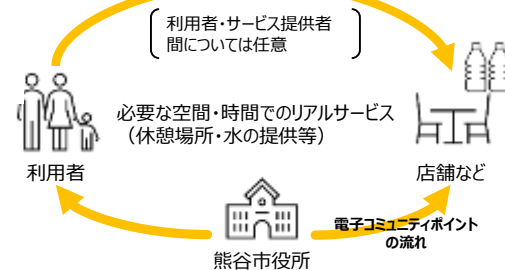 利用者・サービス提供者
間については任意
必要な空間・時間でのリアルサービス
（休憩場所・水の提供等）
利用者
店舗など
電子コミュニティポイント
の流れ
熊谷市役所